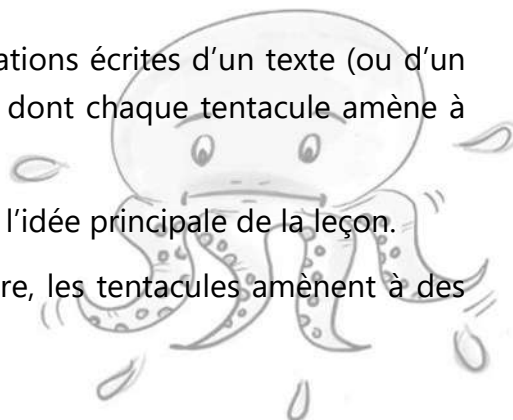 ations écrites d’un texte (ou d’un
dont chaque tentacule amène à
l’idée principale de la leçon.
re, les tentacules amènent à des